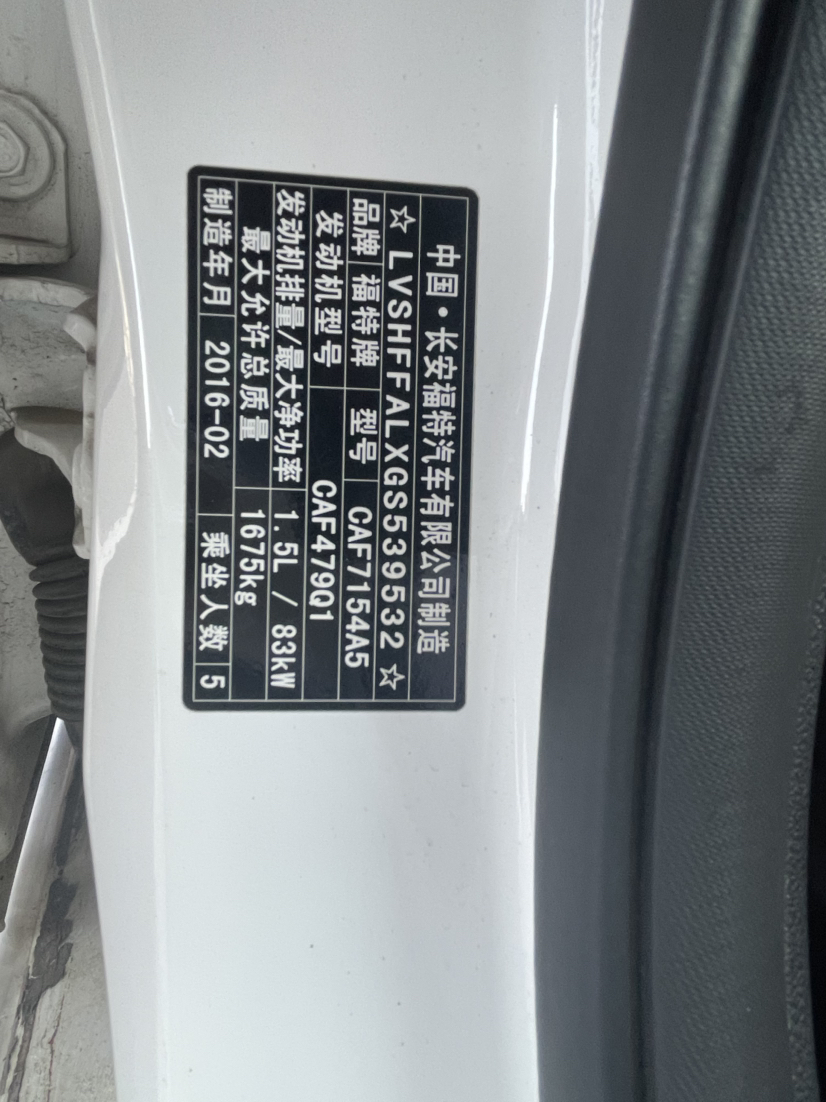 中国•长安福特汽车有限公司制造
☆LVSHFFALXGS539532☆
品牌 福特牌 型号 CAF7154A5
发动机型号 CAF479Q1
发动机排量/最大净功率 1.5L / 83kW
最大允许总质量 1675kg
制造年月 2016-02 乘坐人数 5